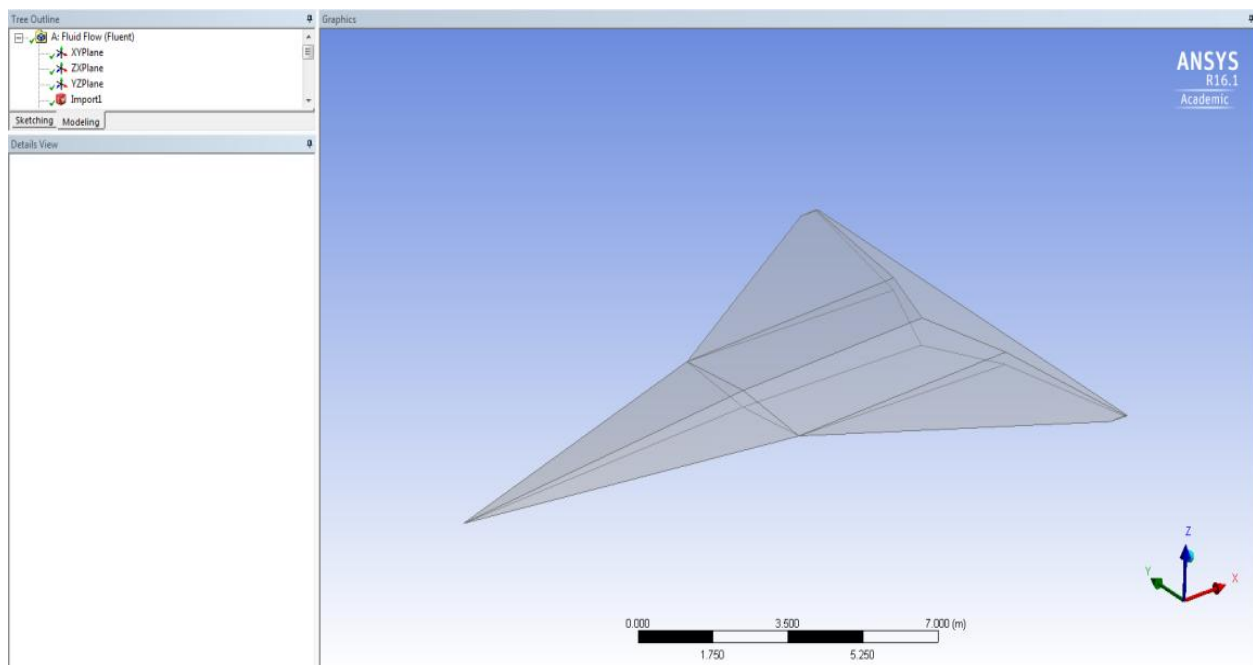 Tree Outline
A: Fluid Flow (Fluent)
XYPlane
ZXPlane
YZPlane
Import1
Sketching Modeling
Details View
Graphics
ANSYS
R16.1
Academic
Z
Y
X
0.000 3.500 7.000 (m)
1.750 5.250